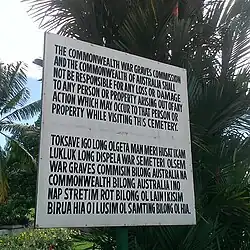 THE COMMONWEALTH WAR GRAVES COMMISSION
AND THE COMMONWEALTH OF AUSTRALIA SHALL
NOT BE RESPONSIBLE FOR ANY LOSS OR DAMAGE
TO ANY PERSON OR PROPERTY ARISING OUT OF ANY
ACTION WHICH MAY OCCUR TO THAT PERSON OR
PROPERTY WHILE VISITING THIS CEMETERY.
TOKSAVE IGO LONG OLGETA MAN MERI HUSAT IKAM
LUKLUK LONG DISPELA WAR SEMETERI OLSEM
WAR GRAVES COMMISIN BILONG AUSTRALIA NA
COMMONWEALTH BILONG AUSTRALIA I NO
NAP STRETIM ROT BILONG OL LAIN I KISIM
BIRUA HIA O I LUSIM OL SAMTING BILONG OL HIA.